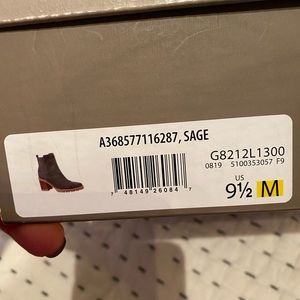 A368577116287, SAGE
G8212L1300
0819 5100353057 F9
7 48149 26084 7
US
9½ M